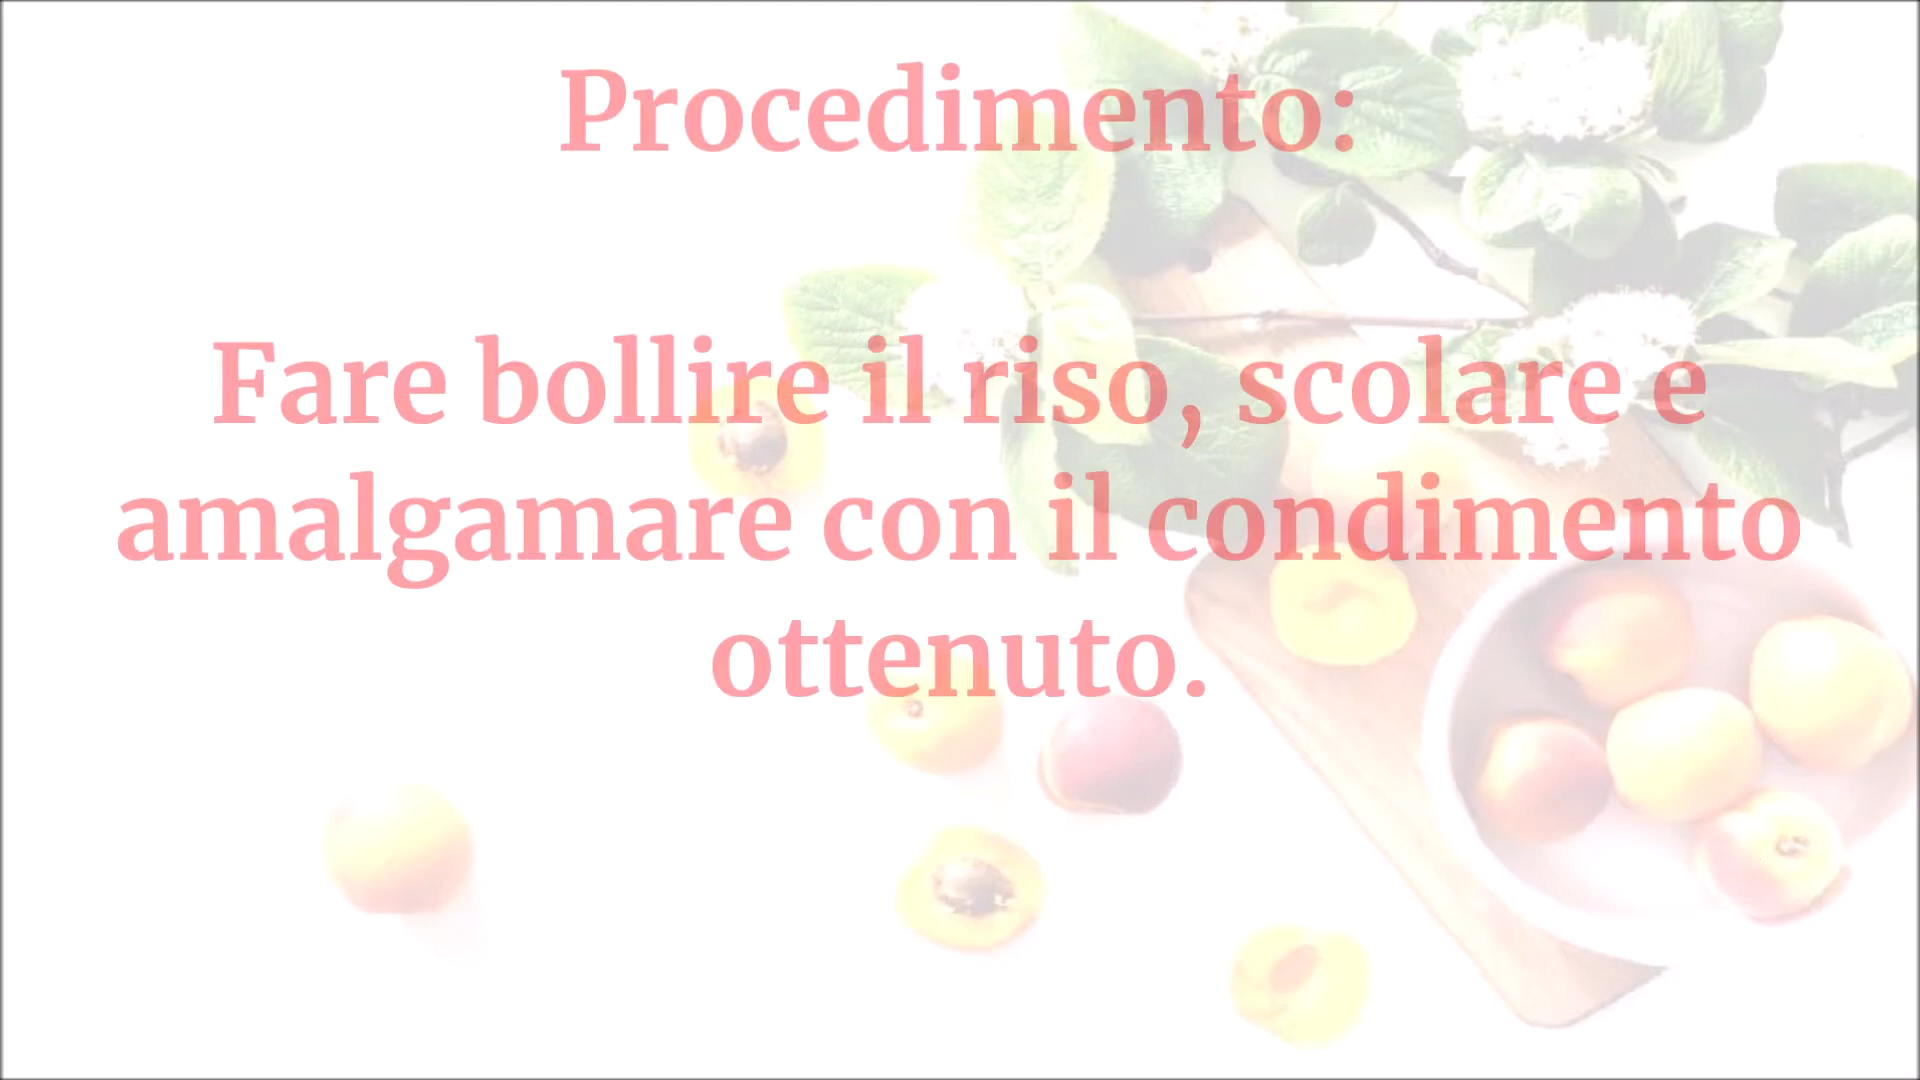 Procedimento:
Fare bollire il riso, scolare e
amalgamare con il condimento
ottenuto.